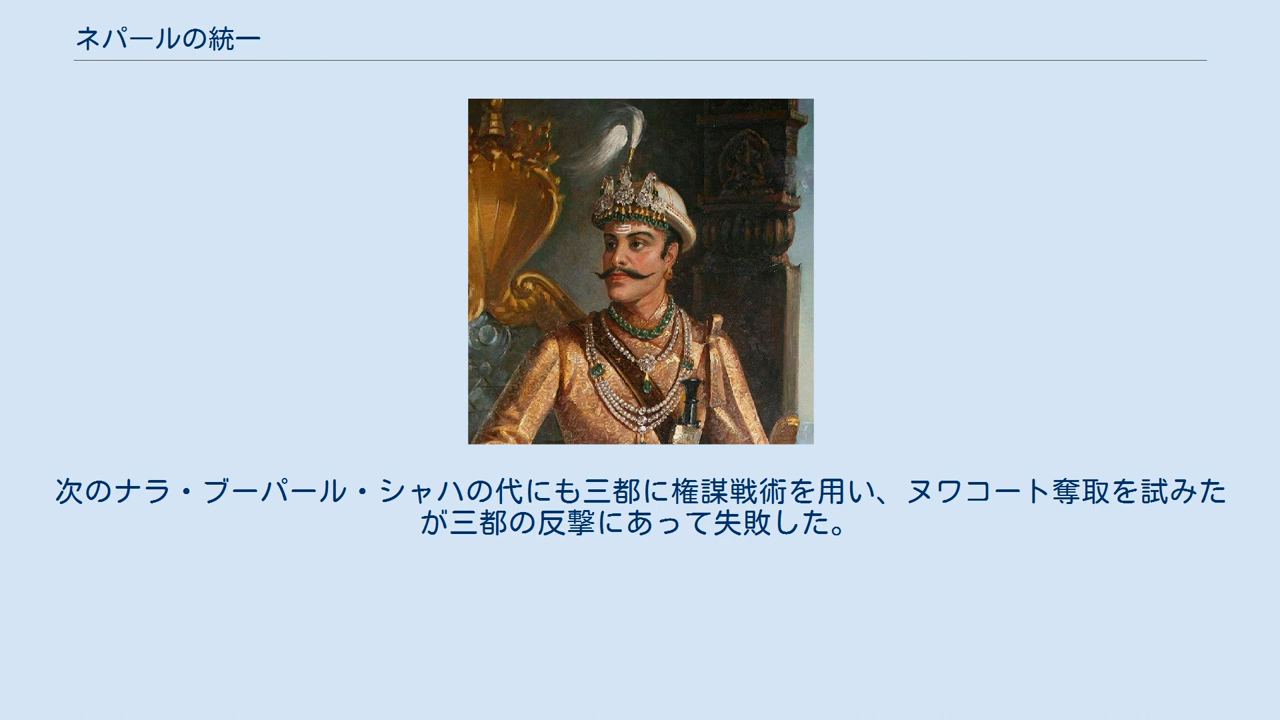 ネパールの統一
次のナラ・ブーパール・シャハの代にも三都に権謀戦術を用い、ヌワコート奪取を試みた
が三都の反撃にあって失敗した。